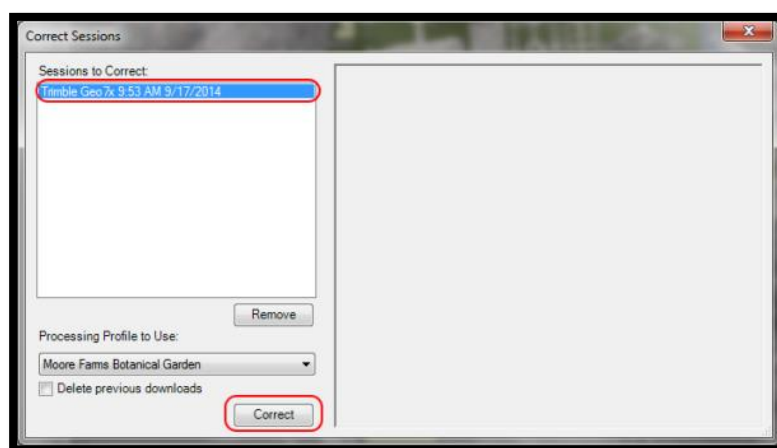 Correct Sessions
Sessions to Correct:
Trimble Geo7x 9:53 AM 9/17/2014
Remove
Processing Profile to Use:
Moore Farms Botanical Garden
Delete previous downloads
Correct